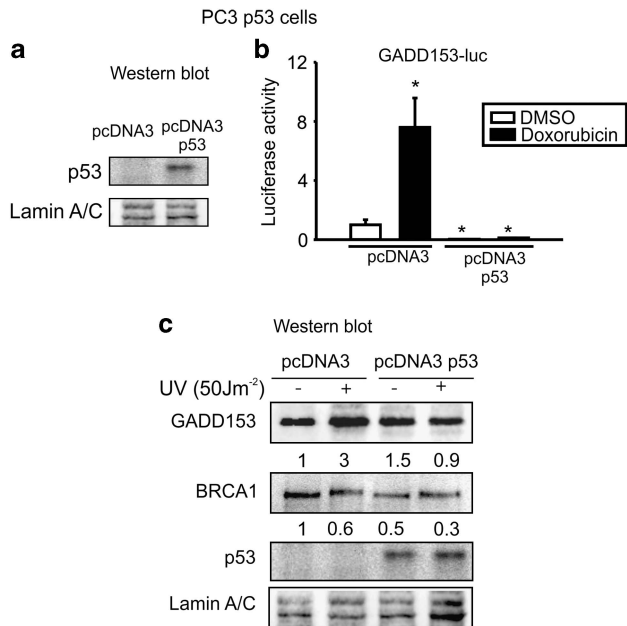 PC3 p53 cells
a
Western blot
pcDNA3
pcDNA3
p53
p53
Lamin A/C
b
GADD153-luc
Luciferase activity
12
8
4
0
*
*
*
DMSO
Doxorubicin
pcDNA3
pcDNA3
p53
c
Western blot
pcDNA3 pcDNA3 p53
UV (50Jm-2) - + - +
GADD153
1 3 1.5 0.9
BRCA1
1 0.6 0.5 0.3
p53
Lamin A/C